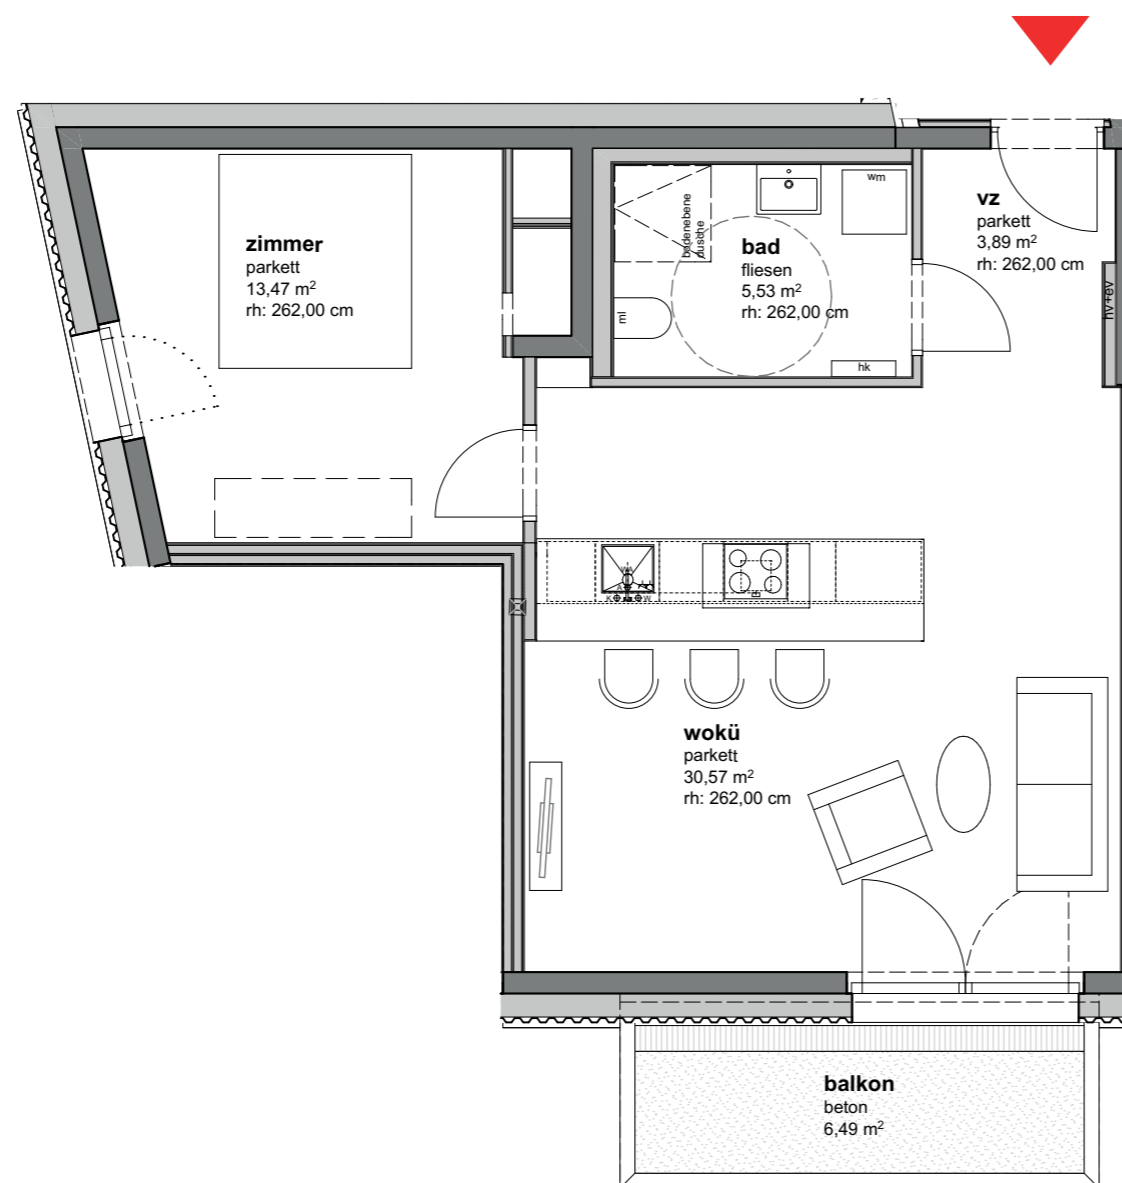 zimmer
parkett
13,47 m²
rh: 262,00 cm
bodenebene
dusche
wm
bad
fliesen
5,53 m²
rh: 262,00 cm
ml
hk
vz
parkett
3,89 m²
rh: 262,00 cm
hv+ev
K
W
wokü
parkett
30,57 m²
rh: 262,00 cm
balkon
beton
6,49 m²